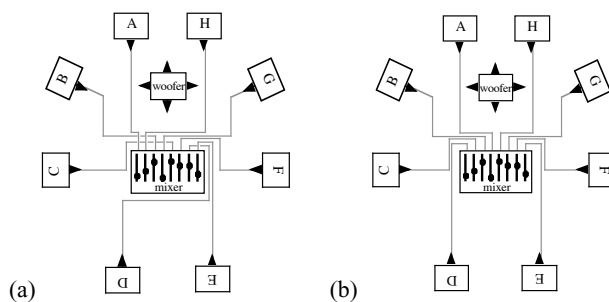 A H
B G
woofer
C F
mixer
D E
(a)
A H
B G
woofer
C F
mixer
D E
(b)